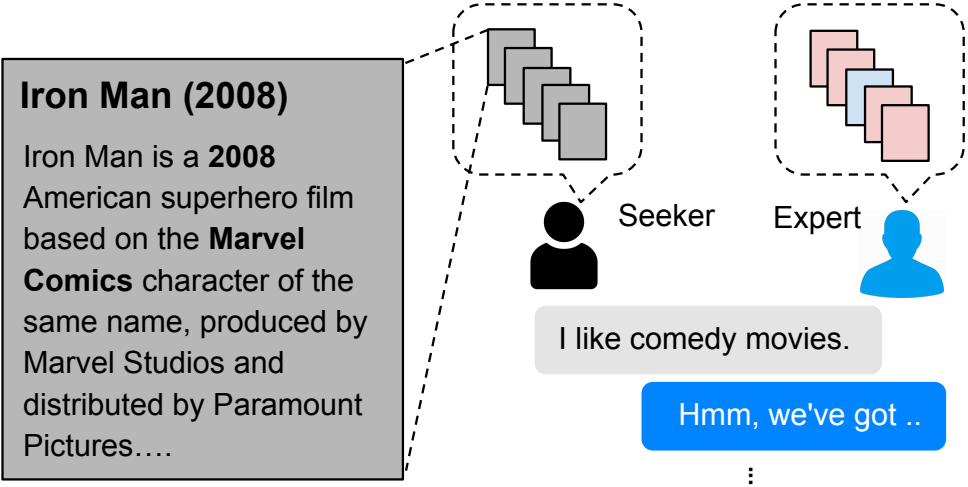 Iron Man (2008)
Iron Man is a 2008
American superhero film
based on the Marvel
Comics character of the
same name, produced by
Marvel Studios and
distributed by Paramount
Pictures….
Seeker
Expert
I like comedy movies.
Hmm, we've got ..